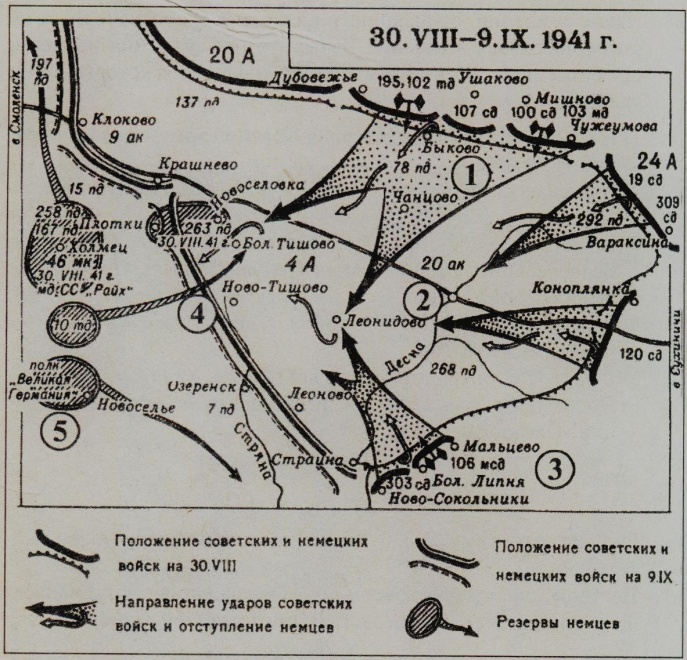 30.VIII–9.IX. 1941 г.
20 А
Дубовежье
195, 102 тд
Ушаково
197
пд
в Смоленск
137 пд
107 сд
Мишново
100 сд 103 мд
Чужеумова
Клоково
9 ак
Быково
78 пд
1
24 А
19 сд
309
сд
Крашнево
15 пд
Новоселовка
Чанцово
292 пд
Вараксина
258 пд
167 пд
Плотки
Холмец
46 мк
30. VIII. 41 г.
мд СС "Райх"
263 пд
30.VIII. 41 г.
Бол. Тишово
4 А
20 ак
Коноплянка
4
Ново-Тишово
2
10 тд
Леонидово
Десна
120 сд
полк
"Великая
Германия"
Новоселье
Озеренск
7 пд
Леоново
268 пд
5
Стряна
Страина
Мальцево
106 мсд
3
303 сд
Бол. Липня
Ново-Сокольники
Положение советских и немецких
войск на 30.VIII
Положение советских и
немецких войск на 9.IX
Направление ударов советских
войск и отступление немцев
Резервы немцев